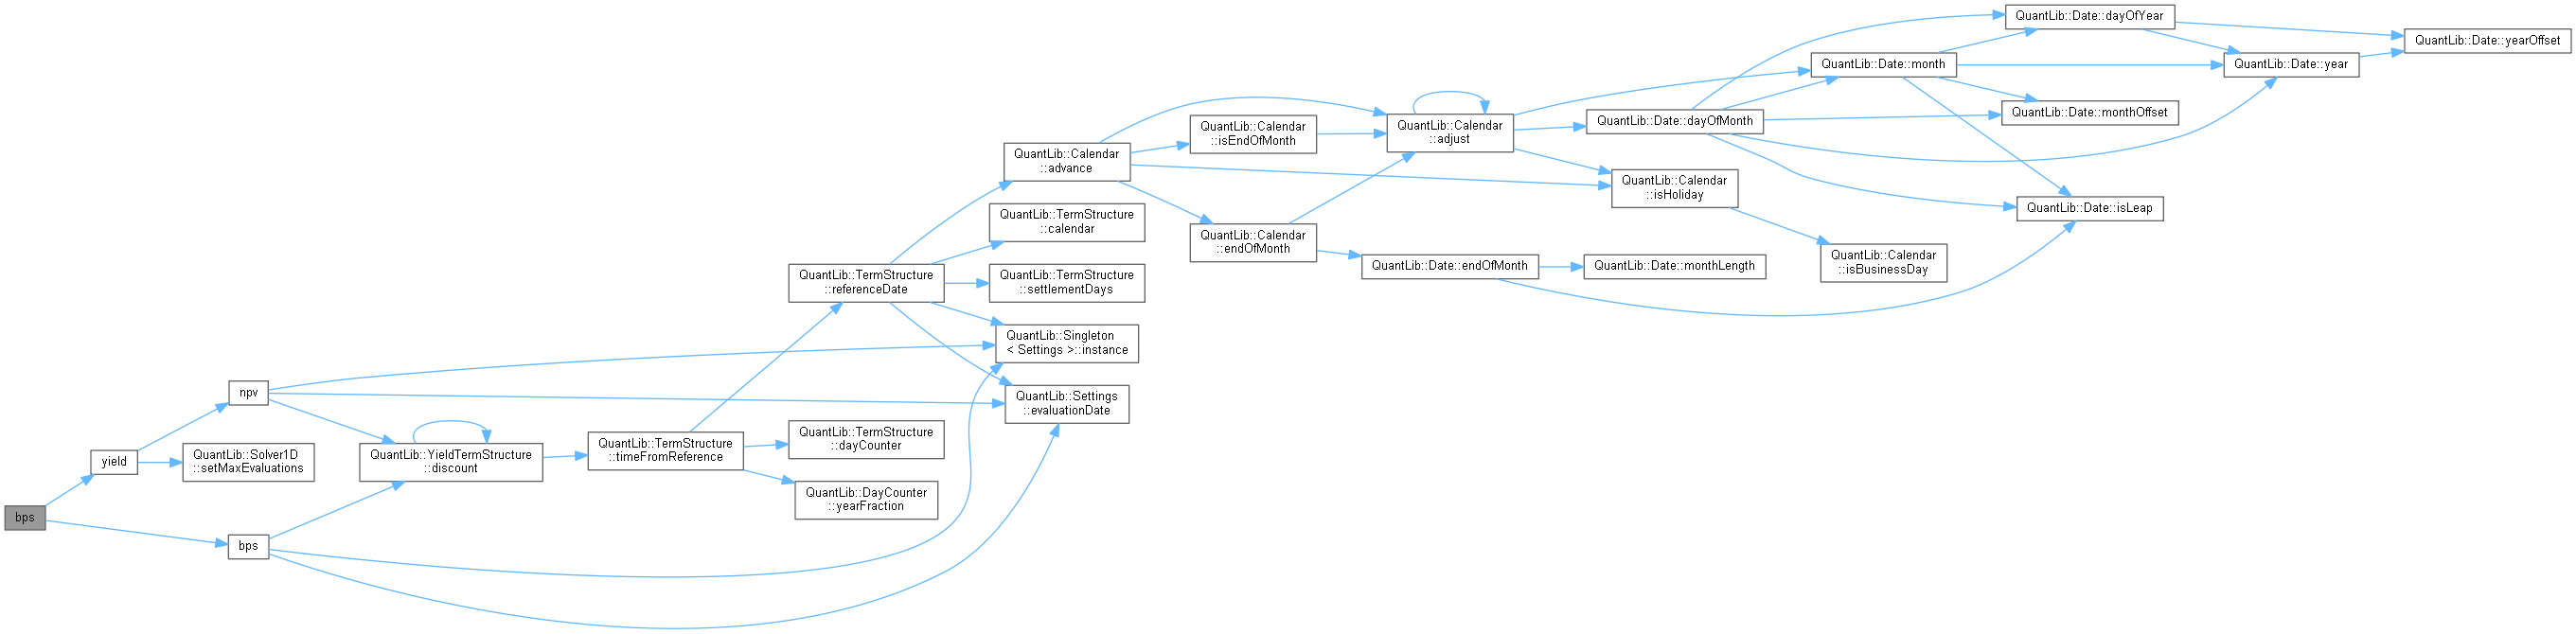 bps
yield
bps
npv
QuantLib::Solver1D
::setMaxEvaluations
QuantLib::YieldTermStructure
::discount
QuantLib::TermStructure
::timeFromReference
QuantLib::TermStructure
::referenceDate
QuantLib::TermStructure
::dayCounter
QuantLib::DayCounter
::yearFraction
QuantLib::Calendar
::advance
QuantLib::TermStructure
::calendar
QuantLib::TermStructure
::settlementDays
QuantLib::Singleton
< Settings >::instance
QuantLib::Settings
::evaluationDate
QuantLib::Calendar
::isEndOfMonth
QuantLib::Calendar
::endOfMonth
QuantLib::Calendar
::adjust
QuantLib::Date::endOfMonth
QuantLib::Date::dayOfMonth
QuantLib::Calendar
::isHoliday
QuantLib::Date::monthLength
QuantLib::Date::month
QuantLib::Calendar
::isBusinessDay
QuantLib::Date::dayOfYear
QuantLib::Date::monthOffset
QuantLib::Date::isLeap
QuantLib::Date::year
QuantLib::Date::yearOffset